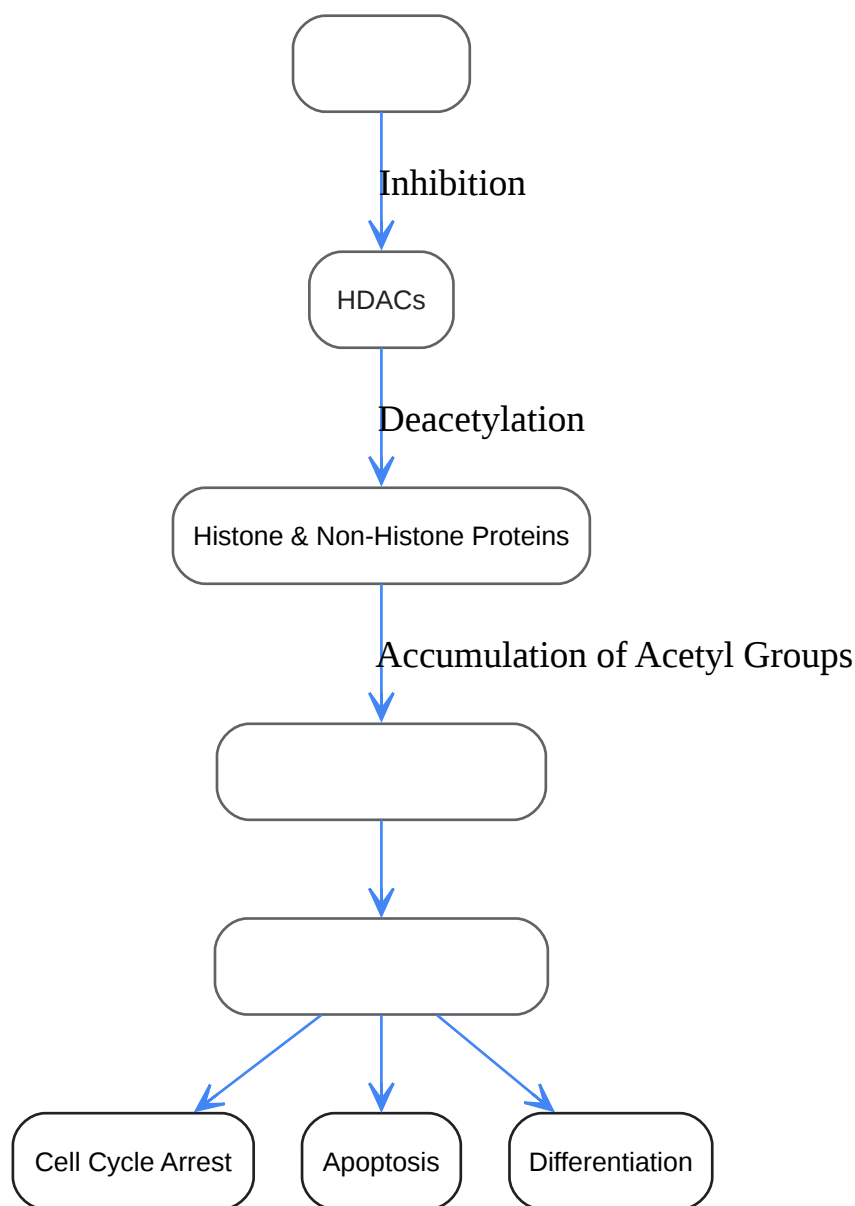 Inhibition
HDACs
Deacetylation
Histone & Non-Histone Proteins
Accumulation of Acetyl Groups
Cell Cycle Arrest
Apoptosis
Differentiation